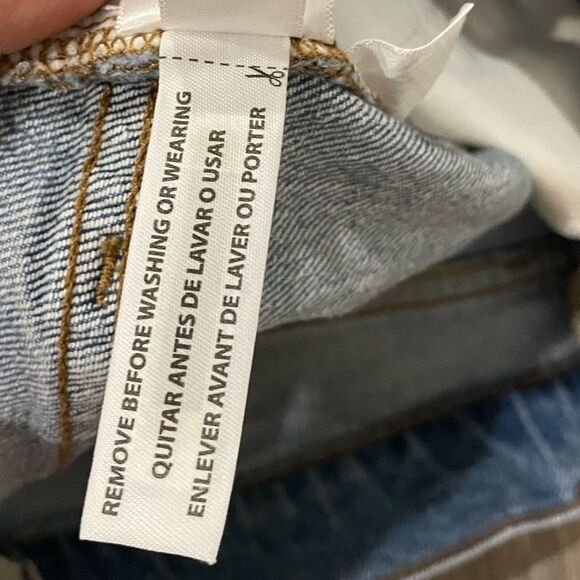 REMOVE BEFORE WASHING OR WEARING
QUITAR ANTES DE LAVAR O USAR
ENLEVER AVANT DE LAVER OU PORTER